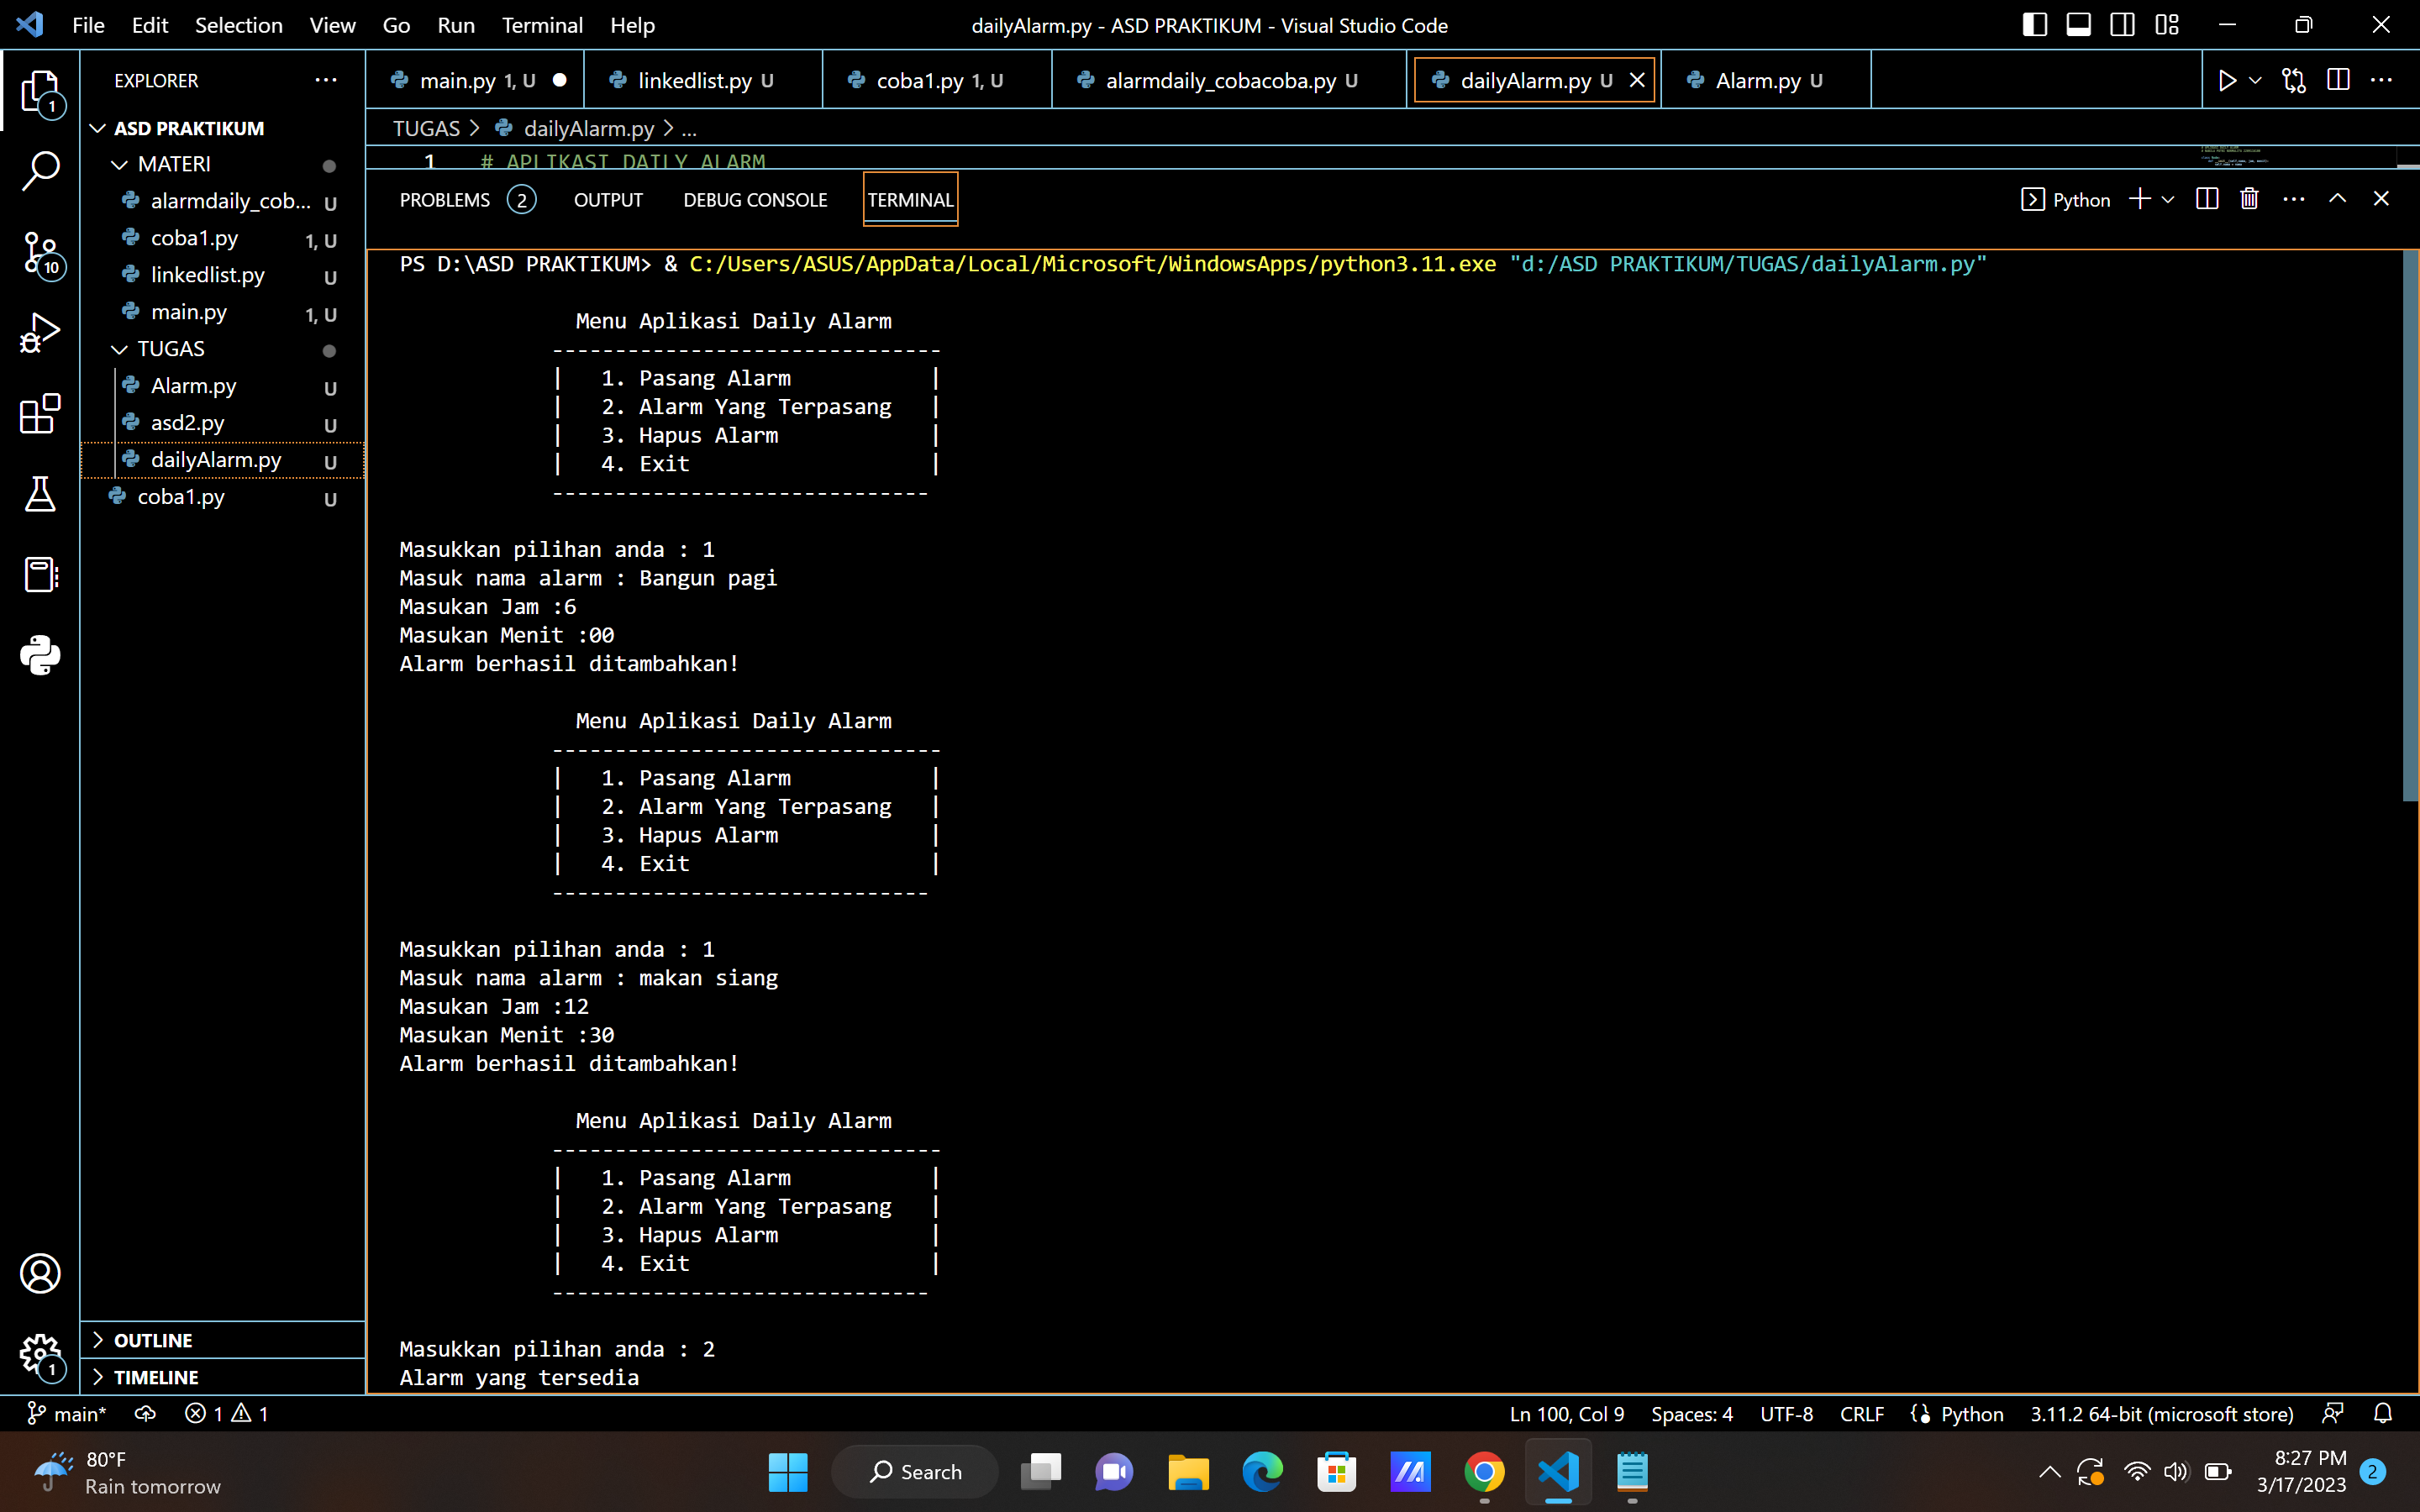 File Edit Selection View Go Run Terminal Help dailyAlarm.py - ASD PRAKTIKUM - Visual Studio Code
EXPLORER ...
main.py 1, U linkedlist.py U coba1.py 1, U alarmdaily_cobacoba.py U dailyAlarm.py U Alarm.py U
ASD PRAKTIKUM
TUGAS > dailyAlarm.py > ...
1 # APLIKASI DAILY ALARM
MATERI
alarmdaily_cob... U
coba1.py 1, U
linkedlist.py U
main.py 1, U
TUGAS
Alarm.py U
asd2.py U
dailyAlarm.py U
coba1.py U
1
10
OUTLINE
TIMELINE
1
PROBLEMS 2 OUTPUT DEBUG CONSOLE TERMINAL Python
PS D:\ASD PRAKTIKUM> & C:/Users/ASUS/AppData/Local/Microsoft/WindowsApps/python3.11.exe "d:/ASD PRAKTIKUM/TUGAS/dailyAlarm.py"
Menu Aplikasi Daily Alarm
-------------------------------
| 1. Pasang Alarm |
| 2. Alarm Yang Terpasang |
| 3. Hapus Alarm |
| 4. Exit |
------------------------------
Masukkan pilihan anda : 1
Masuk nama alarm : Bangun pagi
Masukan Jam :6
Masukan Menit :00
Alarm berhasil ditambahkan!
Menu Aplikasi Daily Alarm
-------------------------------
| 1. Pasang Alarm |
| 2. Alarm Yang Terpasang |
| 3. Hapus Alarm |
| 4. Exit |
------------------------------
Masukkan pilihan anda : 1
Masuk nama alarm : makan siang
Masukan Jam :12
Masukan Menit :30
Alarm berhasil ditambahkan!
Menu Aplikasi Daily Alarm
-------------------------------
| 1. Pasang Alarm |
| 2. Alarm Yang Terpasang |
| 3. Hapus Alarm |
| 4. Exit |
------------------------------
Masukkan pilihan anda : 2
Alarm yang tersedia
main* 1 1 Ln 100, Col 9 Spaces: 4 UTF-8 CRLF Python 3.11.2 64-bit (microsoft store)
80°F
Rain tomorrow
Search
8:27 PM
3/17/2023
2